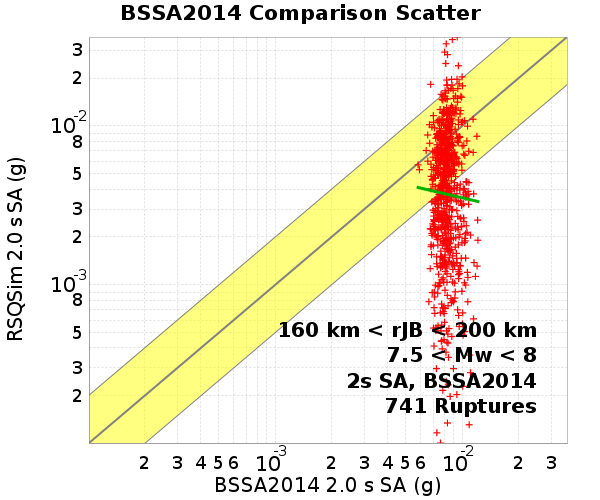 BSSA2014 Comparison Scatter
RSQSim 2.0 s SA (g)
3
2
10-2
8
5
3
2
10-3
8
5
3
2
160 km < rJB < 200 km
7.5 < Mw < 8
2s SA, BSSA2014
741 Ruptures
2 3 4 5 6 10-3 2 3 4 5 6 10-2 2 3
BSSA2014 2.0 s SA (g)